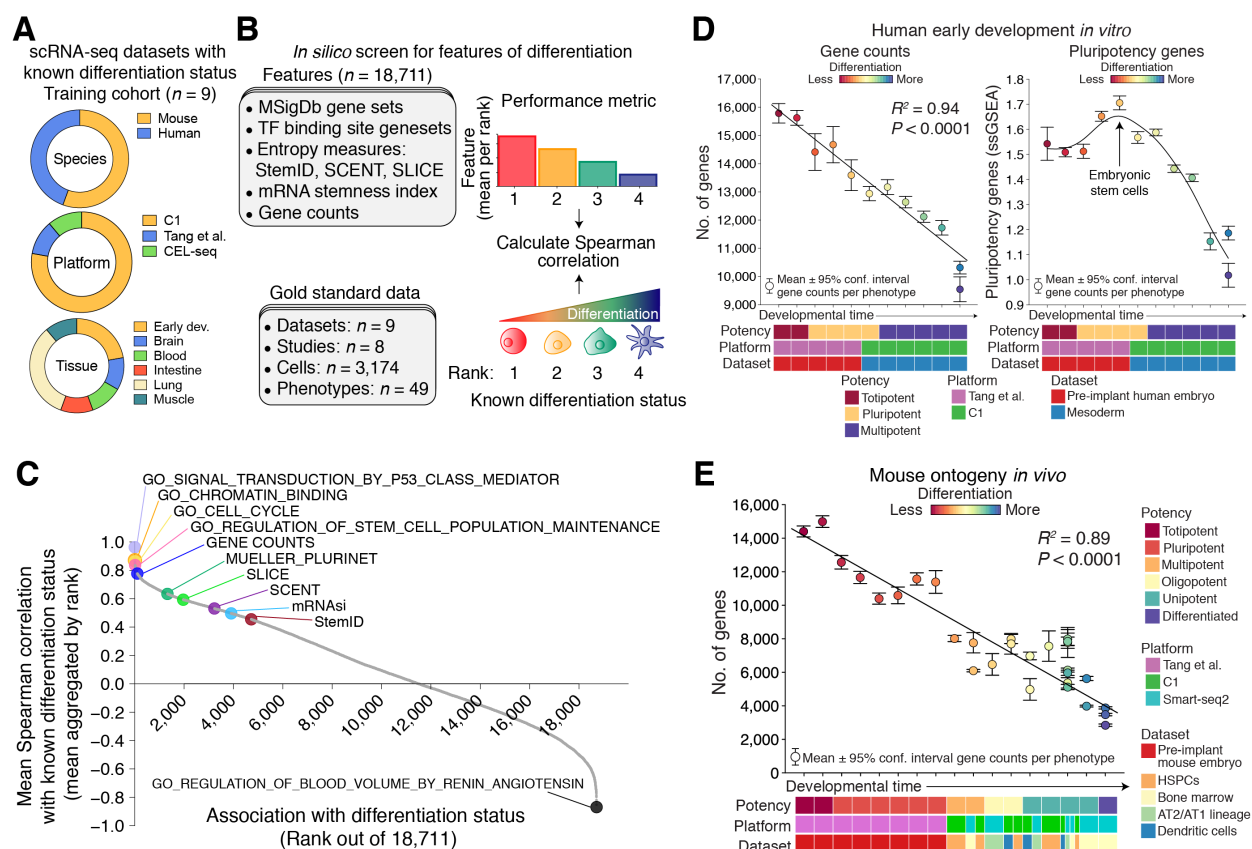 A
scRNA-seq datasets with
known differentiation status
Training cohort (n = 9)
Species
Mouse
Human
Platform
C1
Tang et al.
CEL-seq
Tissue
Early dev.
Brain
Blood
Intestine
Lung
Muscle
B
In silico screen for features of differentiation
Features (n = 18,711)
• MSigDb gene sets
• TF binding site genesets
• Entropy measures:
StemID, SCENT, SLICE
• mRNA stemness index
• Gene counts
Gold standard data
• Datasets: n = 9
• Studies: n = 8
• Cells: n = 3,174
• Phenotypes: n = 49
Performance metric
Feature
(mean per rank)
1 2 3 4
Calculate Spearman
correlation
Differentiation
Rank: 1 2 3 4
Known differentiation status
C
GO_SIGNAL_TRANSDUCTION_BY_P53_CLASS_MEDIATOR
GO_CHROMATIN_BINDING
GO_CELL_CYCLE
GO_REGULATION_OF_STEM_CELL_POPULATION_MAINTENANCE
GENE COUNTS
MUELLER_PLURINET
SLICE
SCENT
mRNAsi
StemID
Mean Spearman correlation
with known differentiation status
(mean aggregated by rank)
1.0
0.8
0.6
0.4
0.2
0.0
−0.2
−0.4
−0.6
−0.8
−1.0
2,000 4,000 6,000 8,000 10,000 12,000 14,000 16,000 18,000
GO_REGULATION_OF_BLOOD_VOLUME_BY_RENIN_ANGIOTENSIN
Association with differentiation status
(Rank out of 18,711)
D
Human early development in vitro
Gene counts
Differentiation
Less More
R² = 0.94
P < 0.0001
No. of genes
17,000
16,000
15,000
14,000
13,000
12,000
11,000
10,000
9,000
Mean ± 95% conf. interval
gene counts per phenotype
Developmental time
Potency
Platform
Dataset
Pluripotency genes
Differentiation
Less More
Pluripotency genes (ssGSEA)
1.8
1.7
1.6
1.5
1.4
1.3
1.2
1.1
1.0
0.9
Embryonic
stem cells
Mean ± 95% conf. interval
gene counts per phenotype
Developmental time
Potency
Platform
Dataset
Potency
Totipotent
Pluripotent
Multipotent
Platform
Tang et al.
C1
Dataset
Pre-implant human embryo
Mesoderm
E
Mouse ontogeny in vivo
Differentiation
Less More
R² = 0.89
P < 0.0001
No. of genes
16,000
14,000
12,000
10,000
8,000
6,000
4,000
2,000
0
Mean ± 95% conf. interval gene counts per phenotype
Developmental time
Potency
Platform
Dataset
Potency
Totipotent
Pluripotent
Multipotent
Oligopotent
Unipotent
Differentiated
Platform
Tang et al.
C1
Smart-seq2
Dataset
Pre-implant
mouse embryo
HSPCs
Bone marrow
AT2/AT1 lineage
Dendritic cells